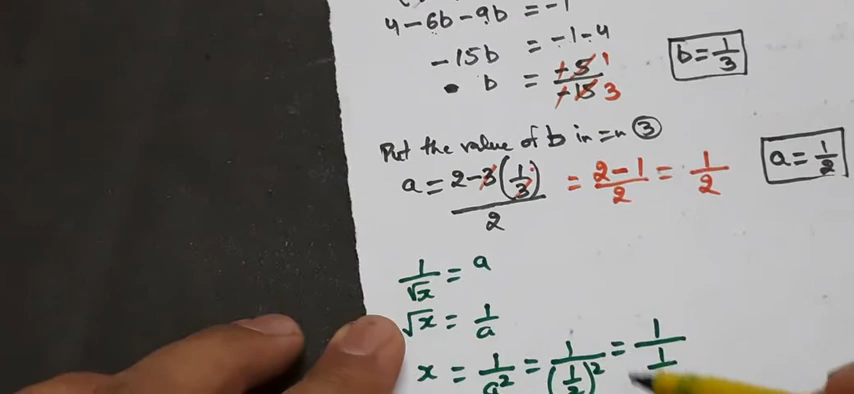 4 - 6b - 9b = -1
-15b = -1 - 4
b = -5/-15 1/3
b = 1/3
Put the value of b in =n ③
a = (2 - 3(1/3))/2 = (2 - 1)/2 = 1/2
a = 1/2
1/√x = a
√x = 1/a
x = 1/a² = 1/(1/2)² = 1/1